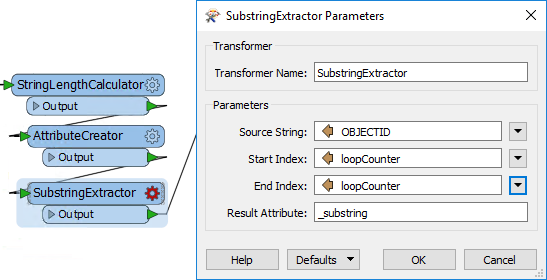 StringLengthCalculator
Output
AttributeCreator
Output
SubstringExtractor
Output
SubstringExtractor Parameters
Transformer
Transformer Name: SubstringExtractor
Parameters
Source String: OBJECTID
Start Index: loopCounter
End Index: loopCounter
Result Attribute: _substring
Help Defaults OK Cancel